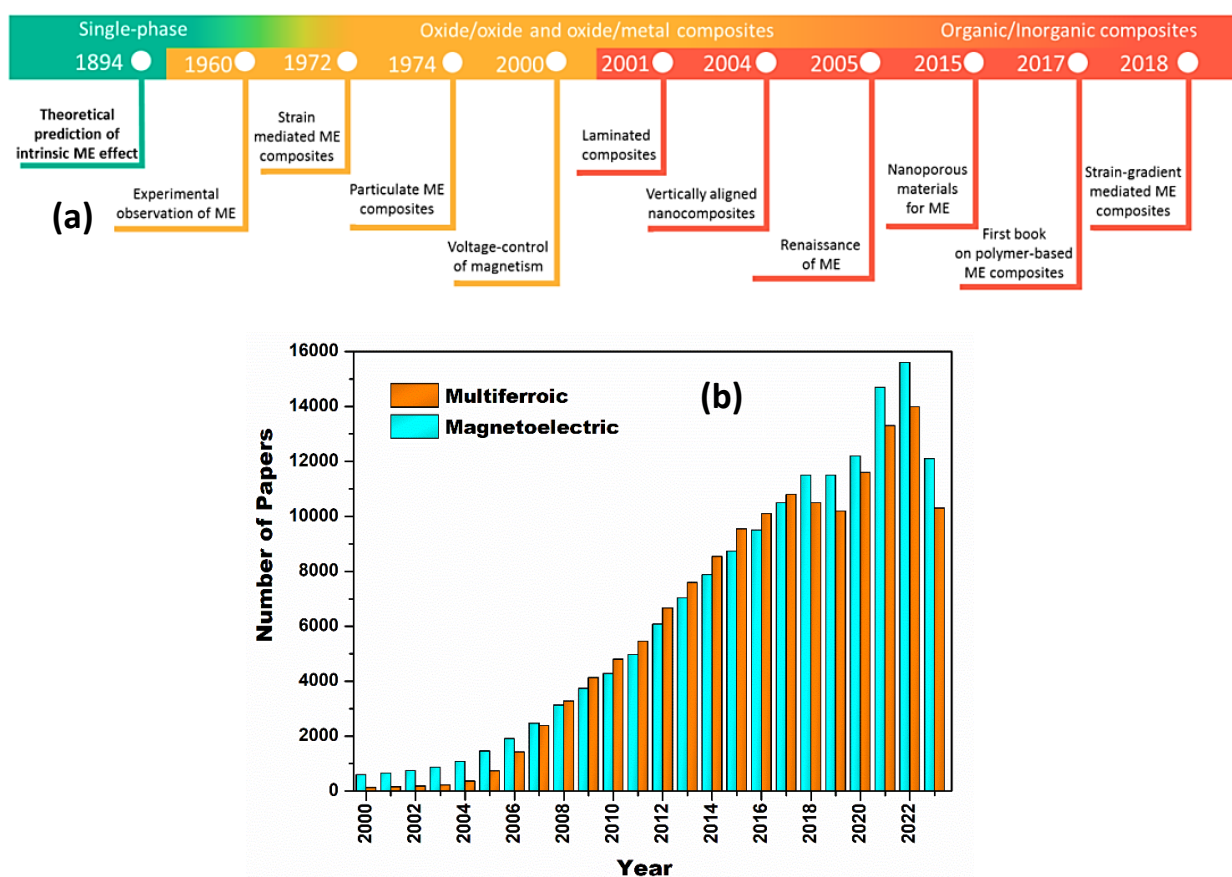 Single-phase
Oxide/oxide and oxide/metal composites
Organic/Inorganic composites
1894
1960
1972
1974
2000
2001
2004
2005
2015
2017
2018
Theoretical
prediction of
intrinsic ME effect
Experimental
observation of ME
Strain
mediated ME
composites
Particulate ME
composites
Voltage-control
of magnetism
Laminated
composites
Vertically aligned
nanocomposites
Renaissance
of ME
Nanoporous
materials
for ME
First book
on polymer-based
ME composites
Strain-gradient
mediated ME
composites
(a)
(b)
Multiferroic
Magnetoelectric
Number of Papers
16000
14000
12000
10000
8000
6000
4000
2000
0
2000
2002
2004
2006
2008
2010
2012
2014
2016
2018
2020
2022
Year